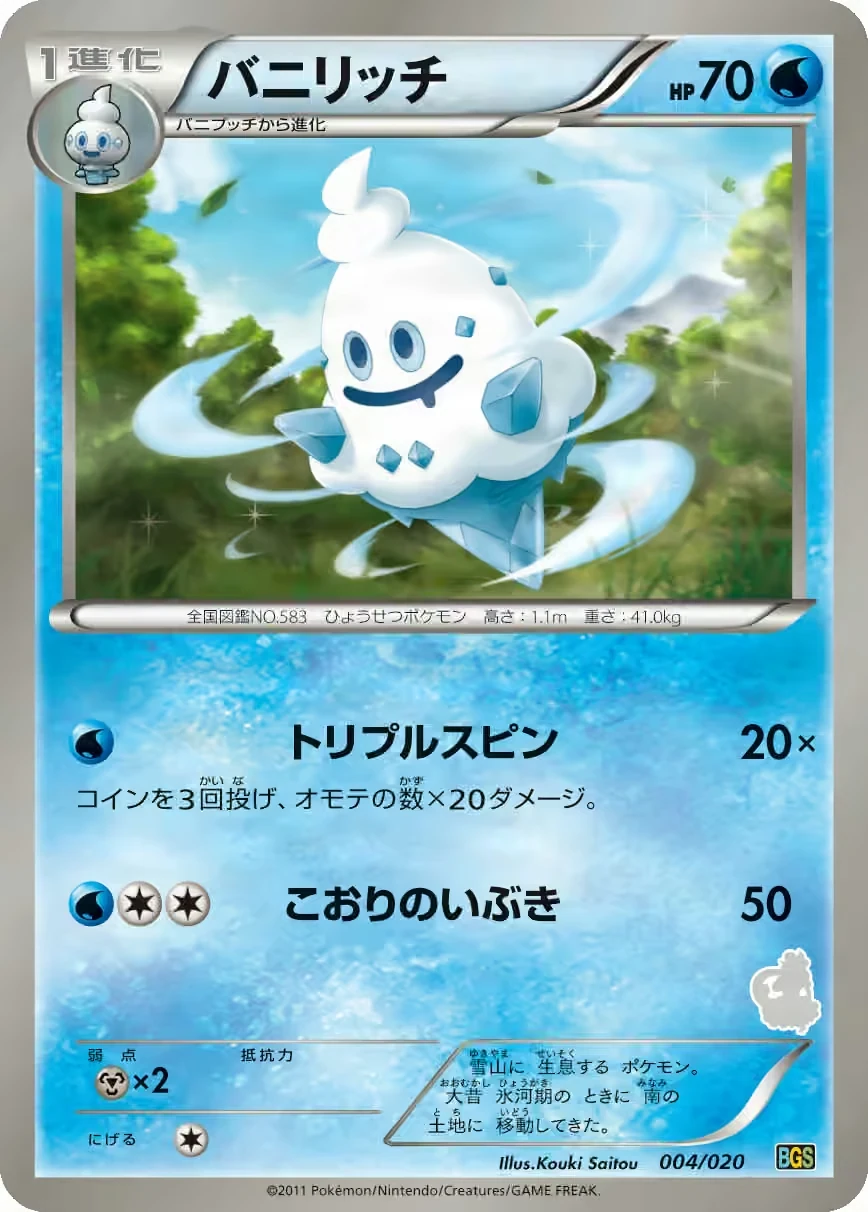 1進化
バニリッチ
HP70
バニプッチから進化
全国図鑑NO.583 ひょうせつポケモン 高さ:1.1m 重さ:41.0kg
トリプルスピン 20×
コインを3回投げ、オモテの数×20ダメージ。
こおりのいぶき 50
弱点 抵抗力
×2
にげる
雪山に 生息する ポケモン。
大昔 氷河期の ときに 南の
土地に 移動してきた。
Illus.Kouki Saitou 004/020 BGS
©2011 Pokémon/Nintendo/Creatures/GAME FREAK.